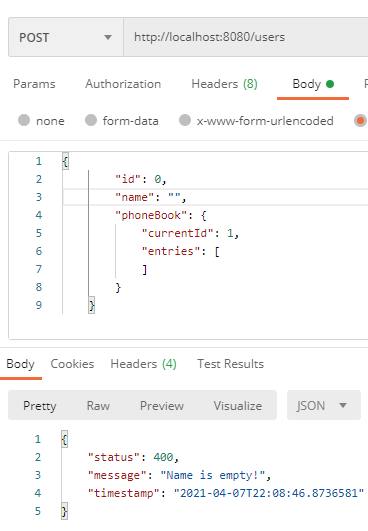 POST http://localhost:8080/users
Params Authorization Headers (8) Body
none form-data x-www-form-urlencoded
1 {
2 "id": 0,
3 "name": "",
4 "phoneBook": {
5 "currentId": 1,
6 "entries": [
7 ]
8 }
9 }
Body Cookies Headers (4) Test Results
Pretty Raw Preview Visualize JSON
1 {
2 "status": 400,
3 "message": "Name is empty!",
4 "timestamp": "2021-04-07T22:08:46.8736581"
5 }